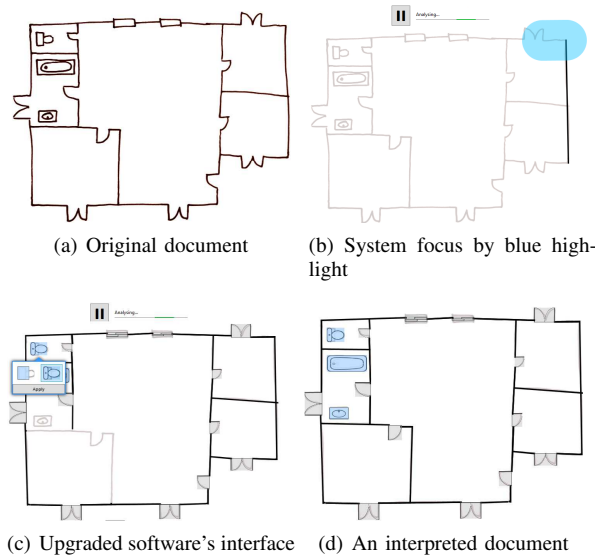 Analyzing...
(a) Original document
(b) System focus by blue high-
light
Analyzing...
Apply
(c) Upgraded software's interface
(d) An interpreted document